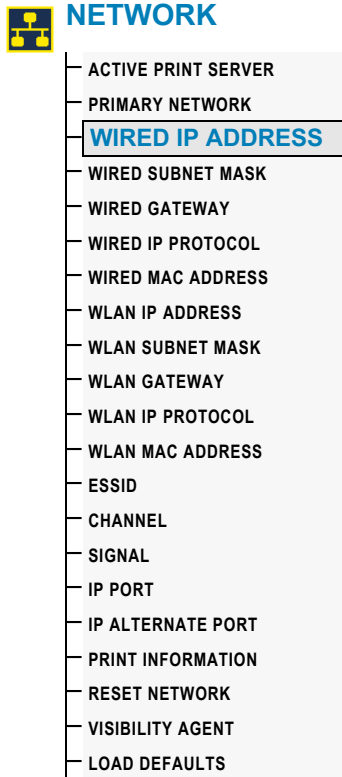 NETWORK
ACTIVE PRINT SERVER
PRIMARY NETWORK
WIRED IP ADDRESS
WIRED SUBNET MASK
WIRED GATEWAY
WIRED IP PROTOCOL
WIRED MAC ADDRESS
WLAN IP ADDRESS
WLAN SUBNET MASK
WLAN GATEWAY
WLAN IP PROTOCOL
WLAN MAC ADDRESS
ESSID
CHANNEL
SIGNAL
IP PORT
IP ALTERNATE PORT
PRINT INFORMATION
RESET NETWORK
VISIBILITY AGENT
LOAD DEFAULTS